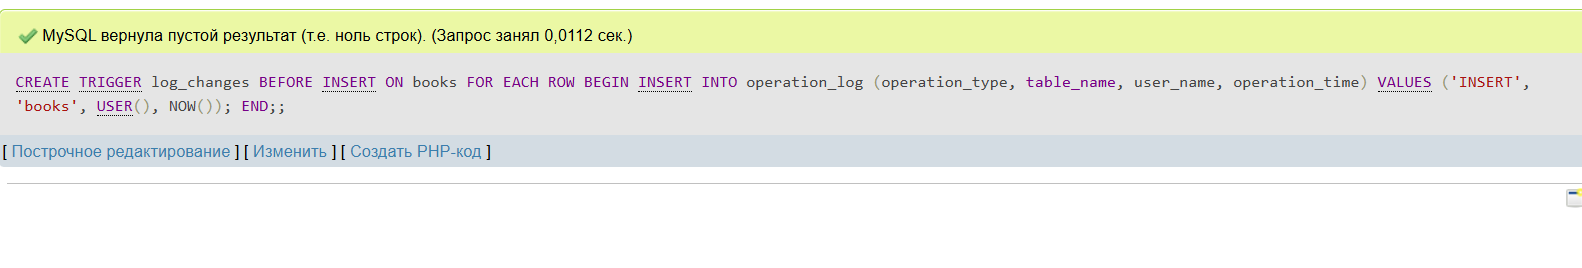 MySQL вернула пустой результат (т.е. ноль строк). (Запрос занял 0,0112 сек.)
CREATE TRIGGER log_changes BEFORE INSERT ON books FOR EACH ROW BEGIN INSERT INTO operation_log (operation_type, table_name, user_name, operation_time) VALUES ('INSERT',
'books', USER(), NOW()); END;;
[ Построчное редактирование ] [ Изменить ] [ Создать PHP-код ]